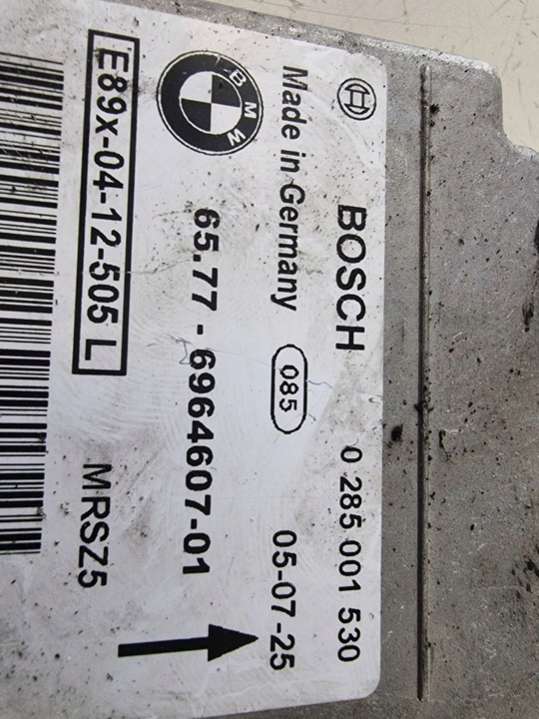 BOSCH 0 285 001 530
Made in Germany 085 05-07-25
BMW
65.77 - 6964607-01
E89x-04-12-505 L MRSZ5